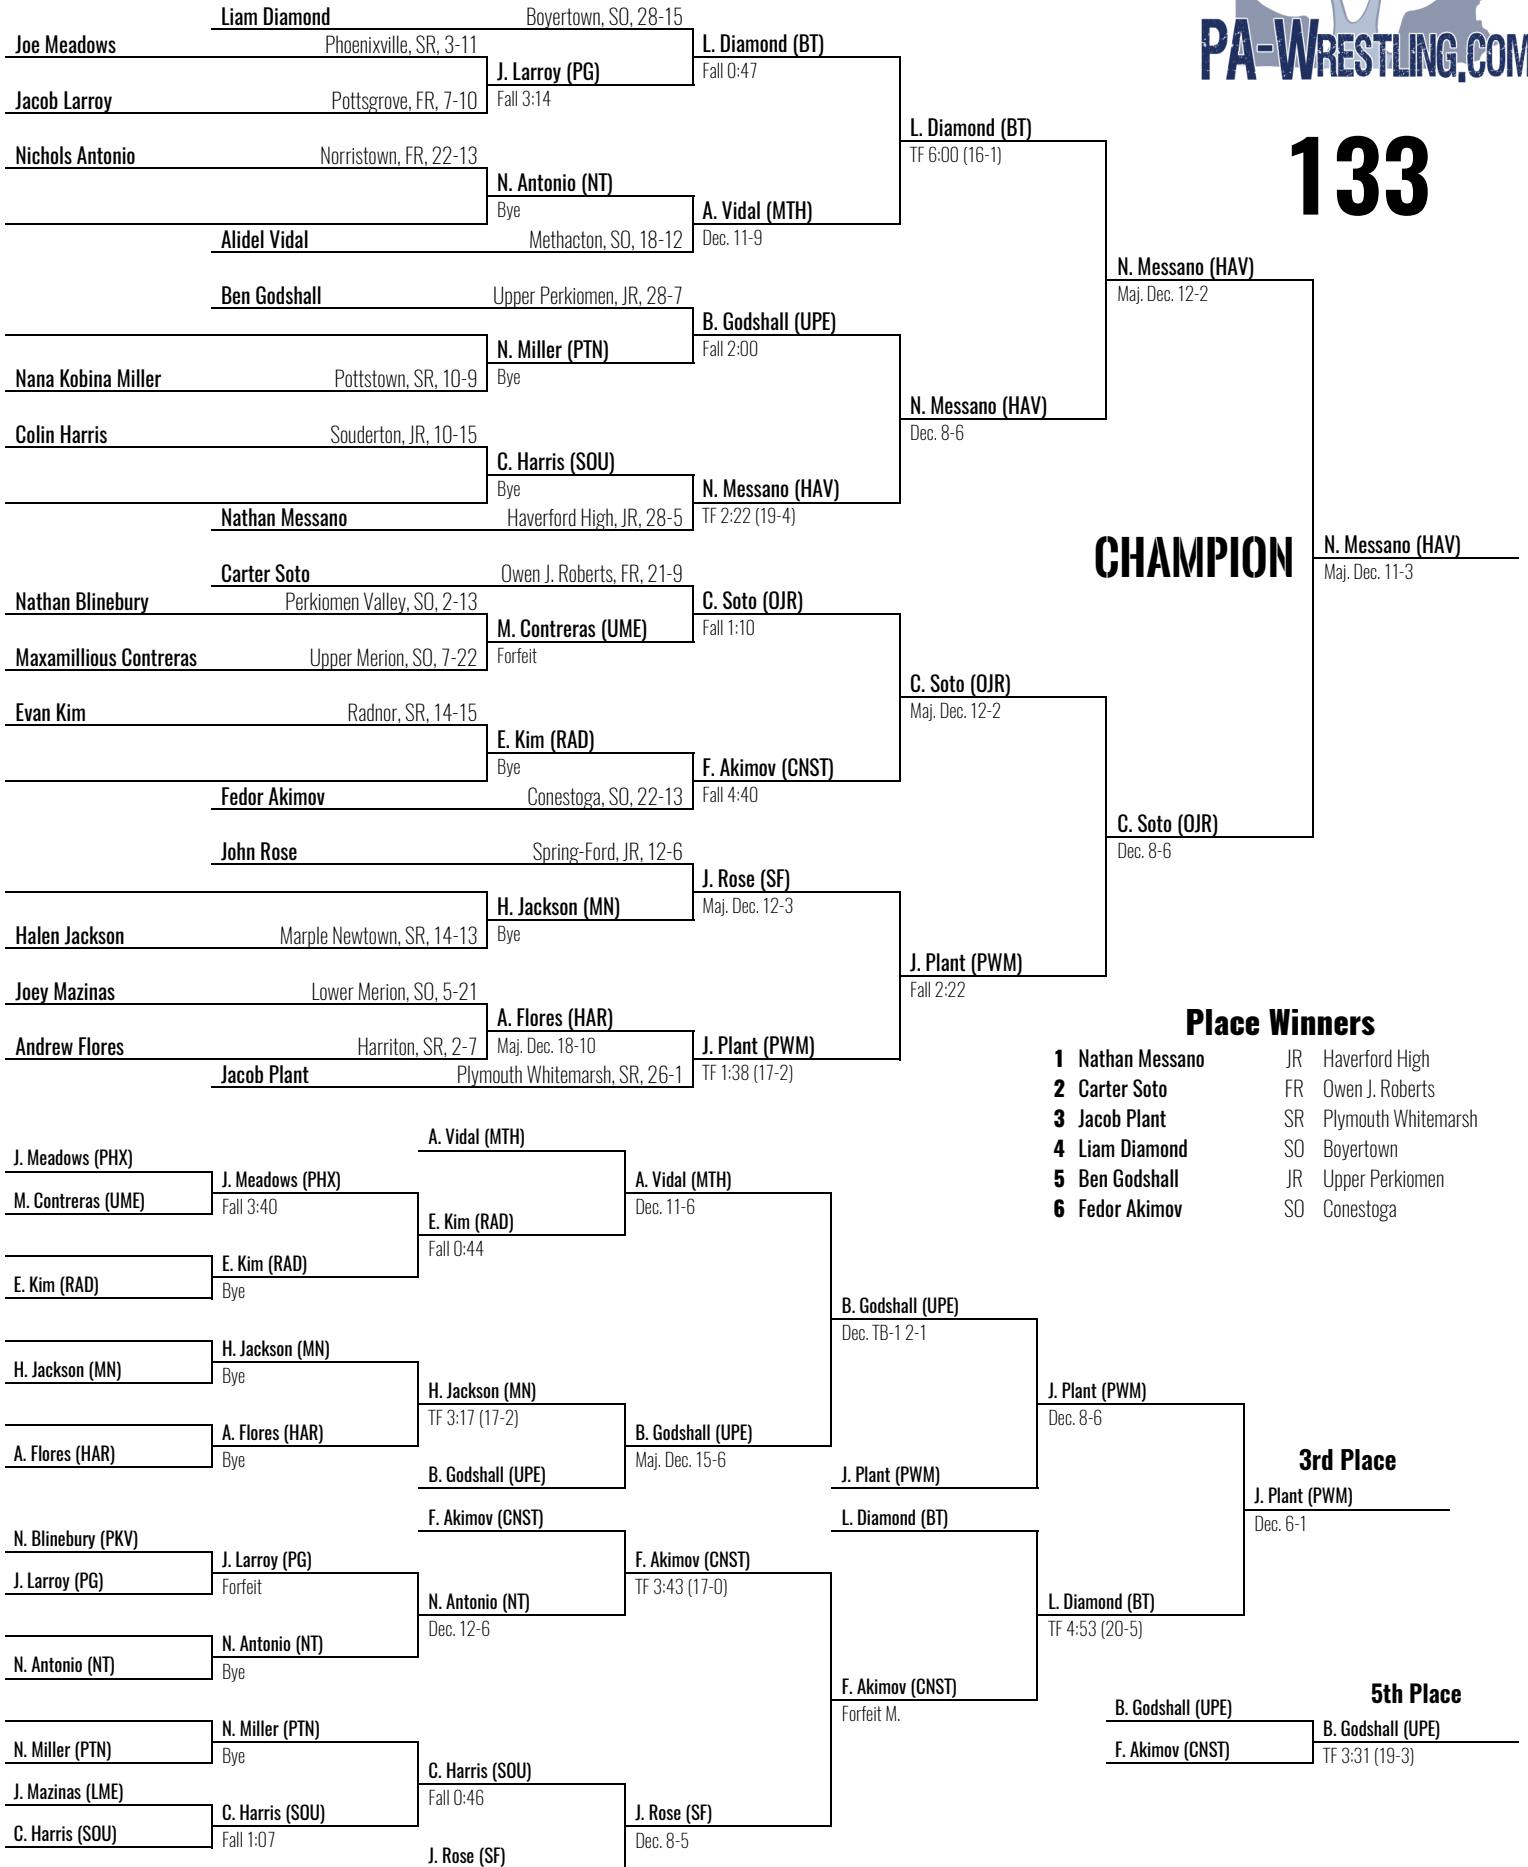 Liam Diamond Boyertown, SO, 28-15
PA-WRESTLING.COM
Joe Meadows Phoenixville, SR, 3-11
L. Diamond (BT)
J. Larroy (PG)
Fall 0:47
Jacob Larroy Pottsgrove, FR, 7-10
Fall 3:14
L. Diamond (BT)
TF 6:00 (16-1)
133
Nichols Antonio Norristown, FR, 22-13
N. Antonio (NT)
Bye
A. Vidal (MTH)
Alidel Vidal Methacton, SO, 18-12
Dec. 11-9
N. Messano (HAV)
Maj. Dec. 12-2
Ben Godshall Upper Perkiomen, JR, 28-7
B. Godshall (UPE)
N. Miller (PTN)
Fall 2:00
Nana Kobina Miller Pottstown, SR, 10-9
Bye
N. Messano (HAV)
Dec. 8-6
Colin Harris Souderton, JR, 10-15
C. Harris (SOU)
Bye
N. Messano (HAV)
Nathan Messano Haverford High, JR, 28-5
TF 2:22 (19-4)
CHAMPION
N. Messano (HAV)
Maj. Dec. 11-3
Carter Soto Owen J. Roberts, FR, 21-9
Nathan Blinebury Perkiomen Valley, SO, 2-13
C. Soto (OJR)
M. Contreras (UME)
Fall 1:10
Maxamillious Contreras Upper Merion, SO, 7-22
Forfeit
C. Soto (OJR)
Maj. Dec. 12-2
Evan Kim Radnor, SR, 14-15
E. Kim (RAD)
Bye
F. Akimov (CNST)
Fedor Akimov Conestoga, SO, 22-13
Fall 4:40
C. Soto (OJR)
Dec. 8-6
John Rose Spring-Ford, JR, 12-6
J. Rose (SF)
H. Jackson (MN)
Maj. Dec. 12-3
Halen Jackson Marple Newtown, SR, 14-13
Bye
J. Plant (PWM)
Fall 2:22
Joey Mazinas Lower Merion, SO, 5-21
A. Flores (HAR)
Andrew Flores Harriton, SR, 2-7
Maj. Dec. 18-10
J. Plant (PWM)
Jacob Plant Plymouth Whitemarsh, SR, 26-1
TF 1:38 (17-2)
Place Winners
1 Nathan Messano JR Haverford High
2 Carter Soto FR Owen J. Roberts
3 Jacob Plant SR Plymouth Whitemarsh
4 Liam Diamond SO Boyertown
5 Ben Godshall JR Upper Perkiomen
6 Fedor Akimov SO Conestoga
A. Vidal (MTH)
J. Meadows (PHX)
J. Meadows (PHX)
A. Vidal (MTH)
M. Contreras (UME)
Fall 3:40
Dec. 11-6
E. Kim (RAD)
Fall 0:44
E. Kim (RAD)
E. Kim (RAD)
Bye
B. Godshall (UPE)
Dec. TB-1 2-1
H. Jackson (MN)
H. Jackson (MN)
Bye
H. Jackson (MN)
TF 3:17 (17-2)
J. Plant (PWM)
Dec. 8-6
A. Flores (HAR)
A. Flores (HAR)
Bye
B. Godshall (UPE)
Maj. Dec. 15-6
B. Godshall (UPE)
J. Plant (PWM)
3rd Place
J. Plant (PWM)
Dec. 6-1
F. Akimov (CNST)
L. Diamond (BT)
N. Blinebury (PKV)
J. Larroy (PG)
F. Akimov (CNST)
J. Larroy (PG)
Forfeit
TF 3:43 (17-0)
N. Antonio (NT)
Dec. 12-6
L. Diamond (BT)
TF 4:53 (20-5)
N. Antonio (NT)
N. Antonio (NT)
Bye
F. Akimov (CNST)
Forfeit M.
5th Place
B. Godshall (UPE)
B. Godshall (UPE)
F. Akimov (CNST)
TF 3:31 (19-3)
N. Miller (PTN)
N. Miller (PTN)
Bye
C. Harris (SOU)
Fall 0:46
J. Mazinas (LME)
C. Harris (SOU)
J. Rose (SF)
C. Harris (SOU)
Fall 1:07
Dec. 8-5
J. Rose (SF)